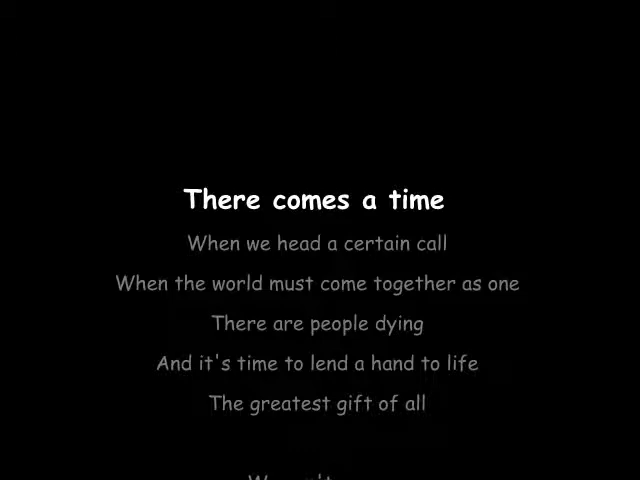 There comes a time
When we head a certain call
When the world must come together as one
There are people dying
And it's time to lend a hand to life
The greatest gift of all